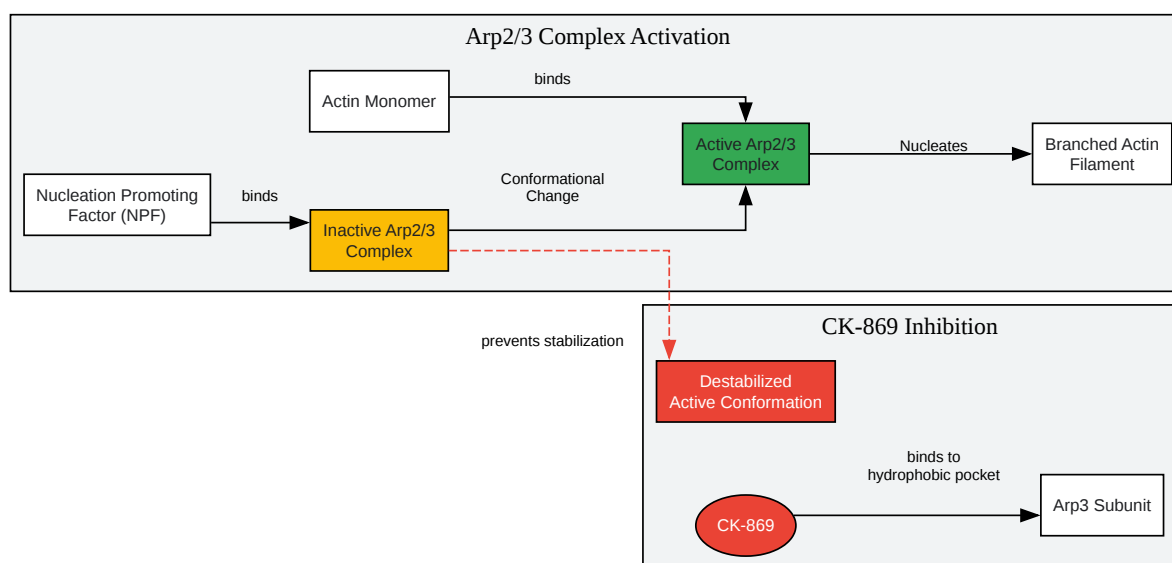 Arp2/3 Complex Activation
binds
Actin Monomer
Active Arp2/3
Complex
Nucleates
Branched Actin
Filament
Nucleation Promoting
Factor (NPF)
binds
Conformational
Change
Inactive Arp2/3
Complex
CK-869 Inhibition
prevents stabilization
Destabilized
Active Conformation
binds to
hydrophobic pocket
Arp3 Subunit
CK-869